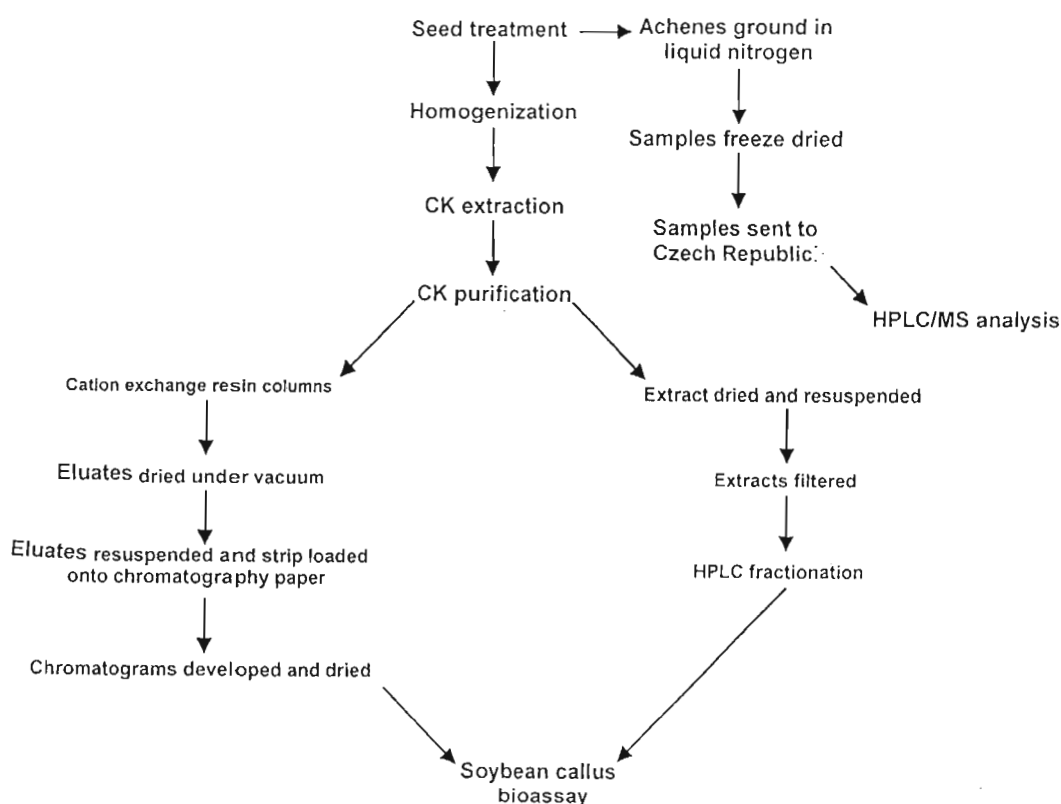 Seed treatment
Achenes ground in
liquid nitrogen
Homogenization
Samples freeze dried
CK extraction
Samples sent to
Czech Republic.
CK purification
HPLC/MS analysis
Cation exchange resin columns
Extract dried and resuspended
Eluates dried under vacuum
Extracts filtered
Eluates resuspended and strip loaded
onto chromatography paper
HPLC fractionation
Chromatograms developed and dried
Soybean callus
bioassay